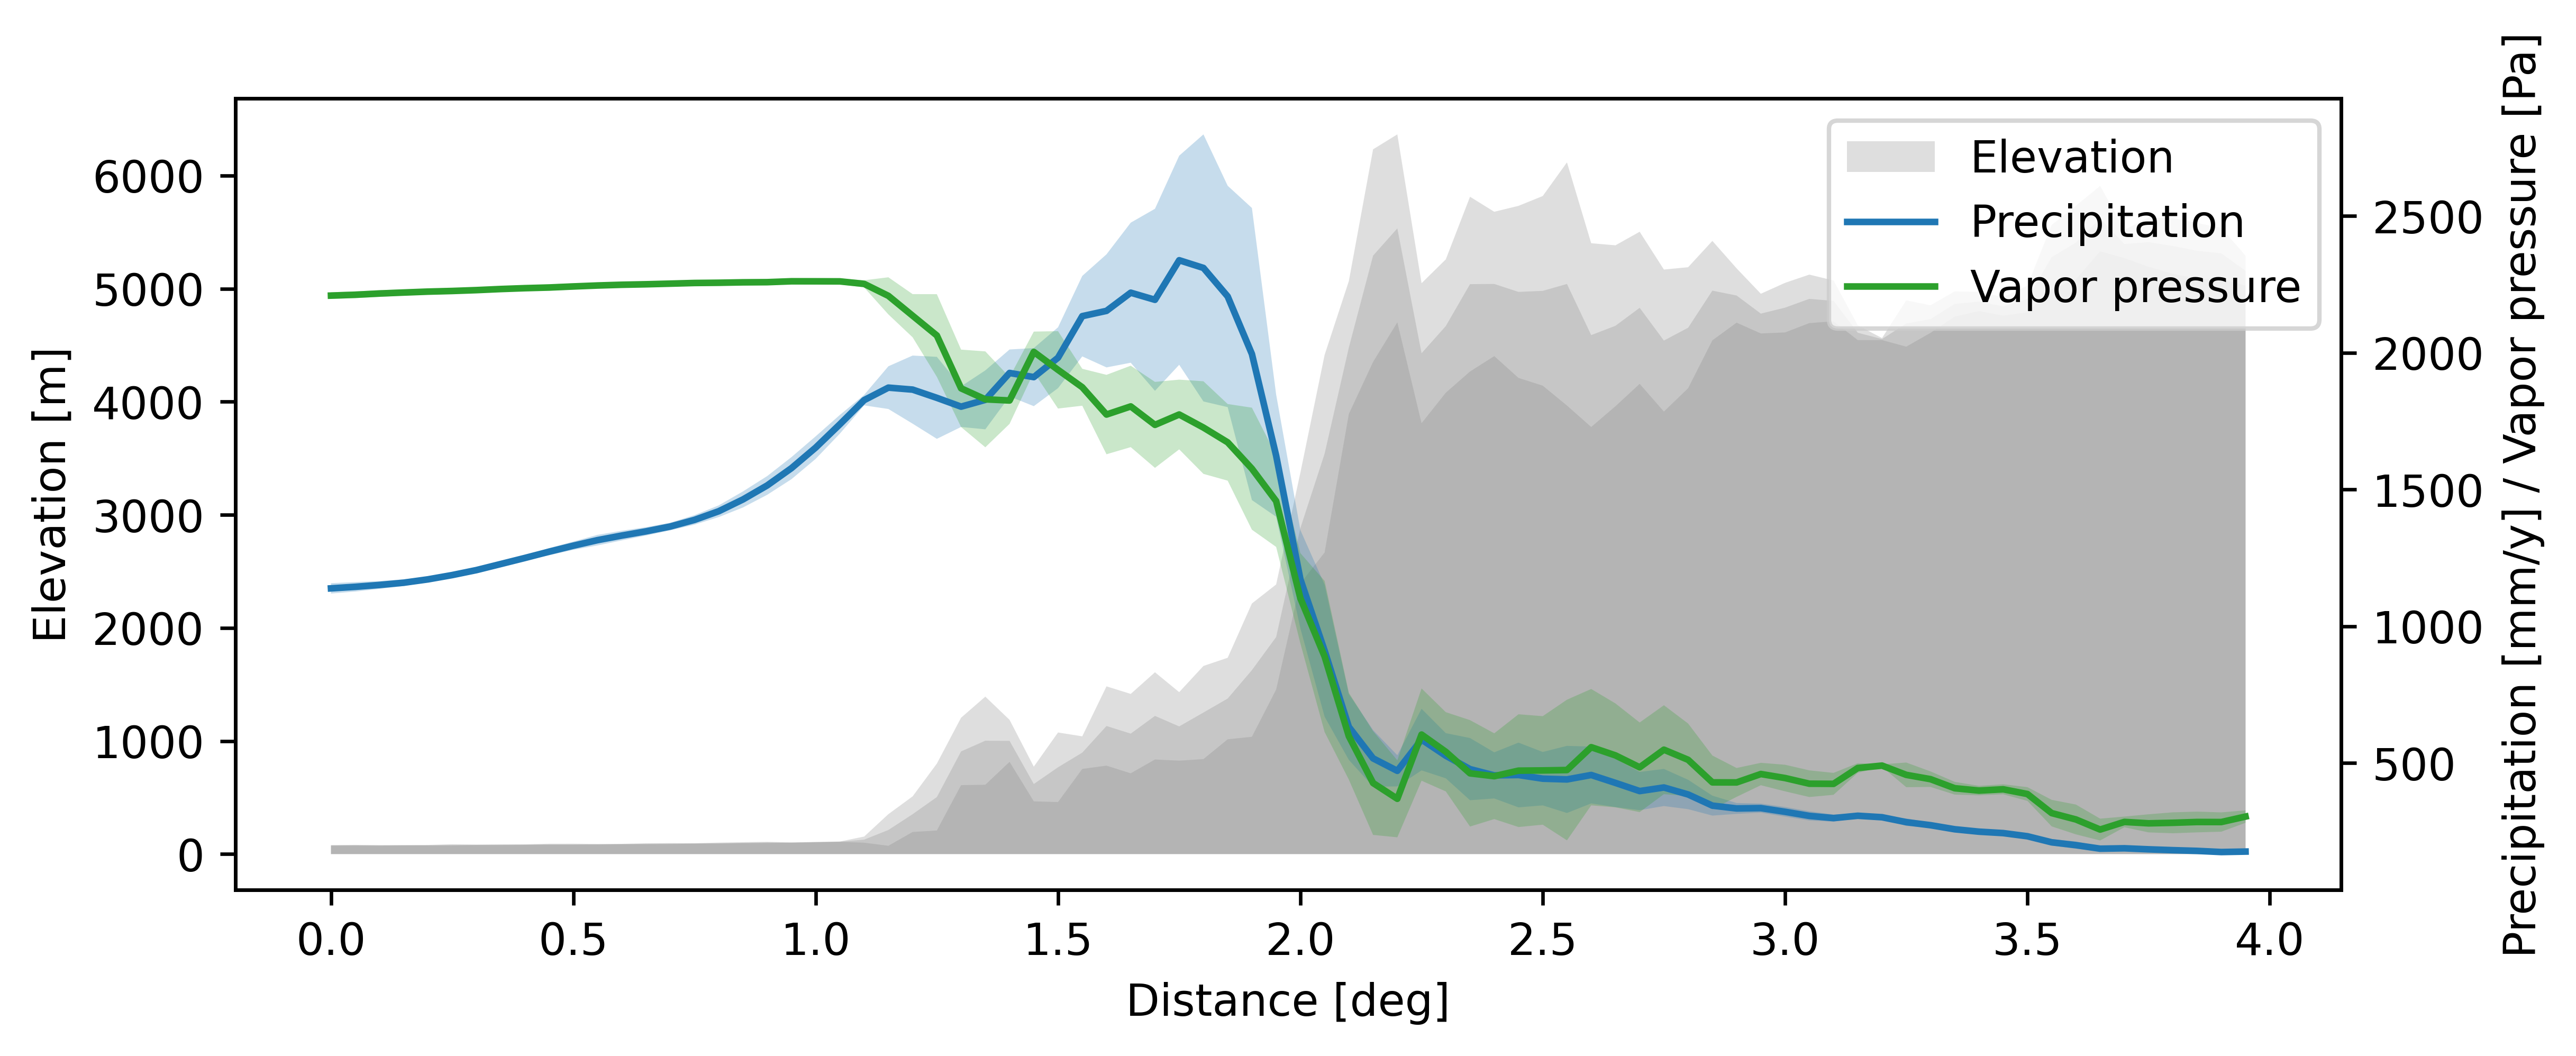 Elevation [m]
6000
5000
4000
3000
2000
1000
0
0.0 0.5 1.0 1.5 2.0 2.5 3.0 3.5 4.0
Distance [deg]
Elevation
Precipitation
Vapor pressure
2500
2000
1500
1000
500
Precipitation [mm/y] / Vapor pressure [Pa]